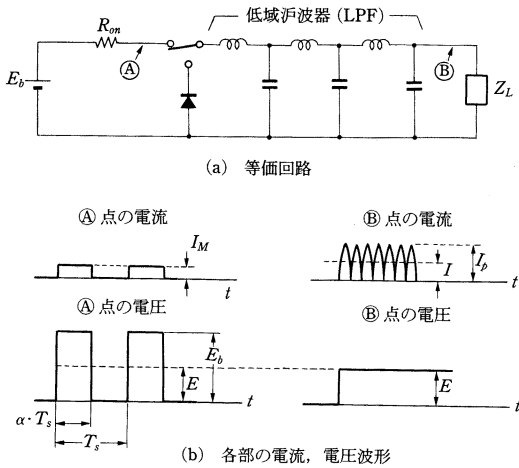 低域沪波器 (LPF)
R_on
Ⓐ
Ⓑ
E_b
Z_L
(a) 等価回路
Ⓐ 点の電流
I_M
t
Ⓑ 点の電流
I
I_p
t
Ⓐ 点の電圧
E
E_b
t
α・T_s
T_s
Ⓑ 点の電圧
E
t
(b) 各部の電流,電圧波形